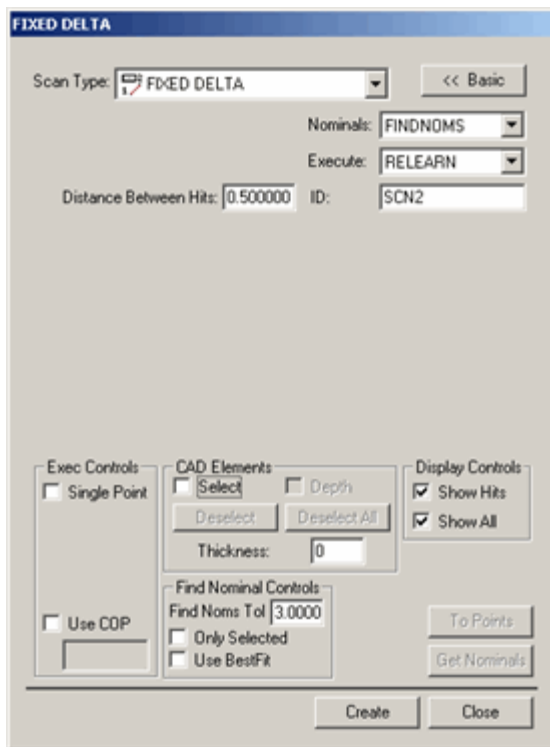 FIXED DELTA
Scan Type: FIXED DELTA << Basic
Nominals: FINDNOMS
Execute: RELEARN
Distance Between Hits: 0.500000 ID: SCN2
Exec Controls CAD Elements Display Controls
Single Point Select Depth Show Hits
Deselect Deselect All Show All
Thickness: 0
Find Nominal Controls
Use COP Find Noms Tol 3.0000 To Points
Only Selected
Use BestFit Get Nominals
Create Close